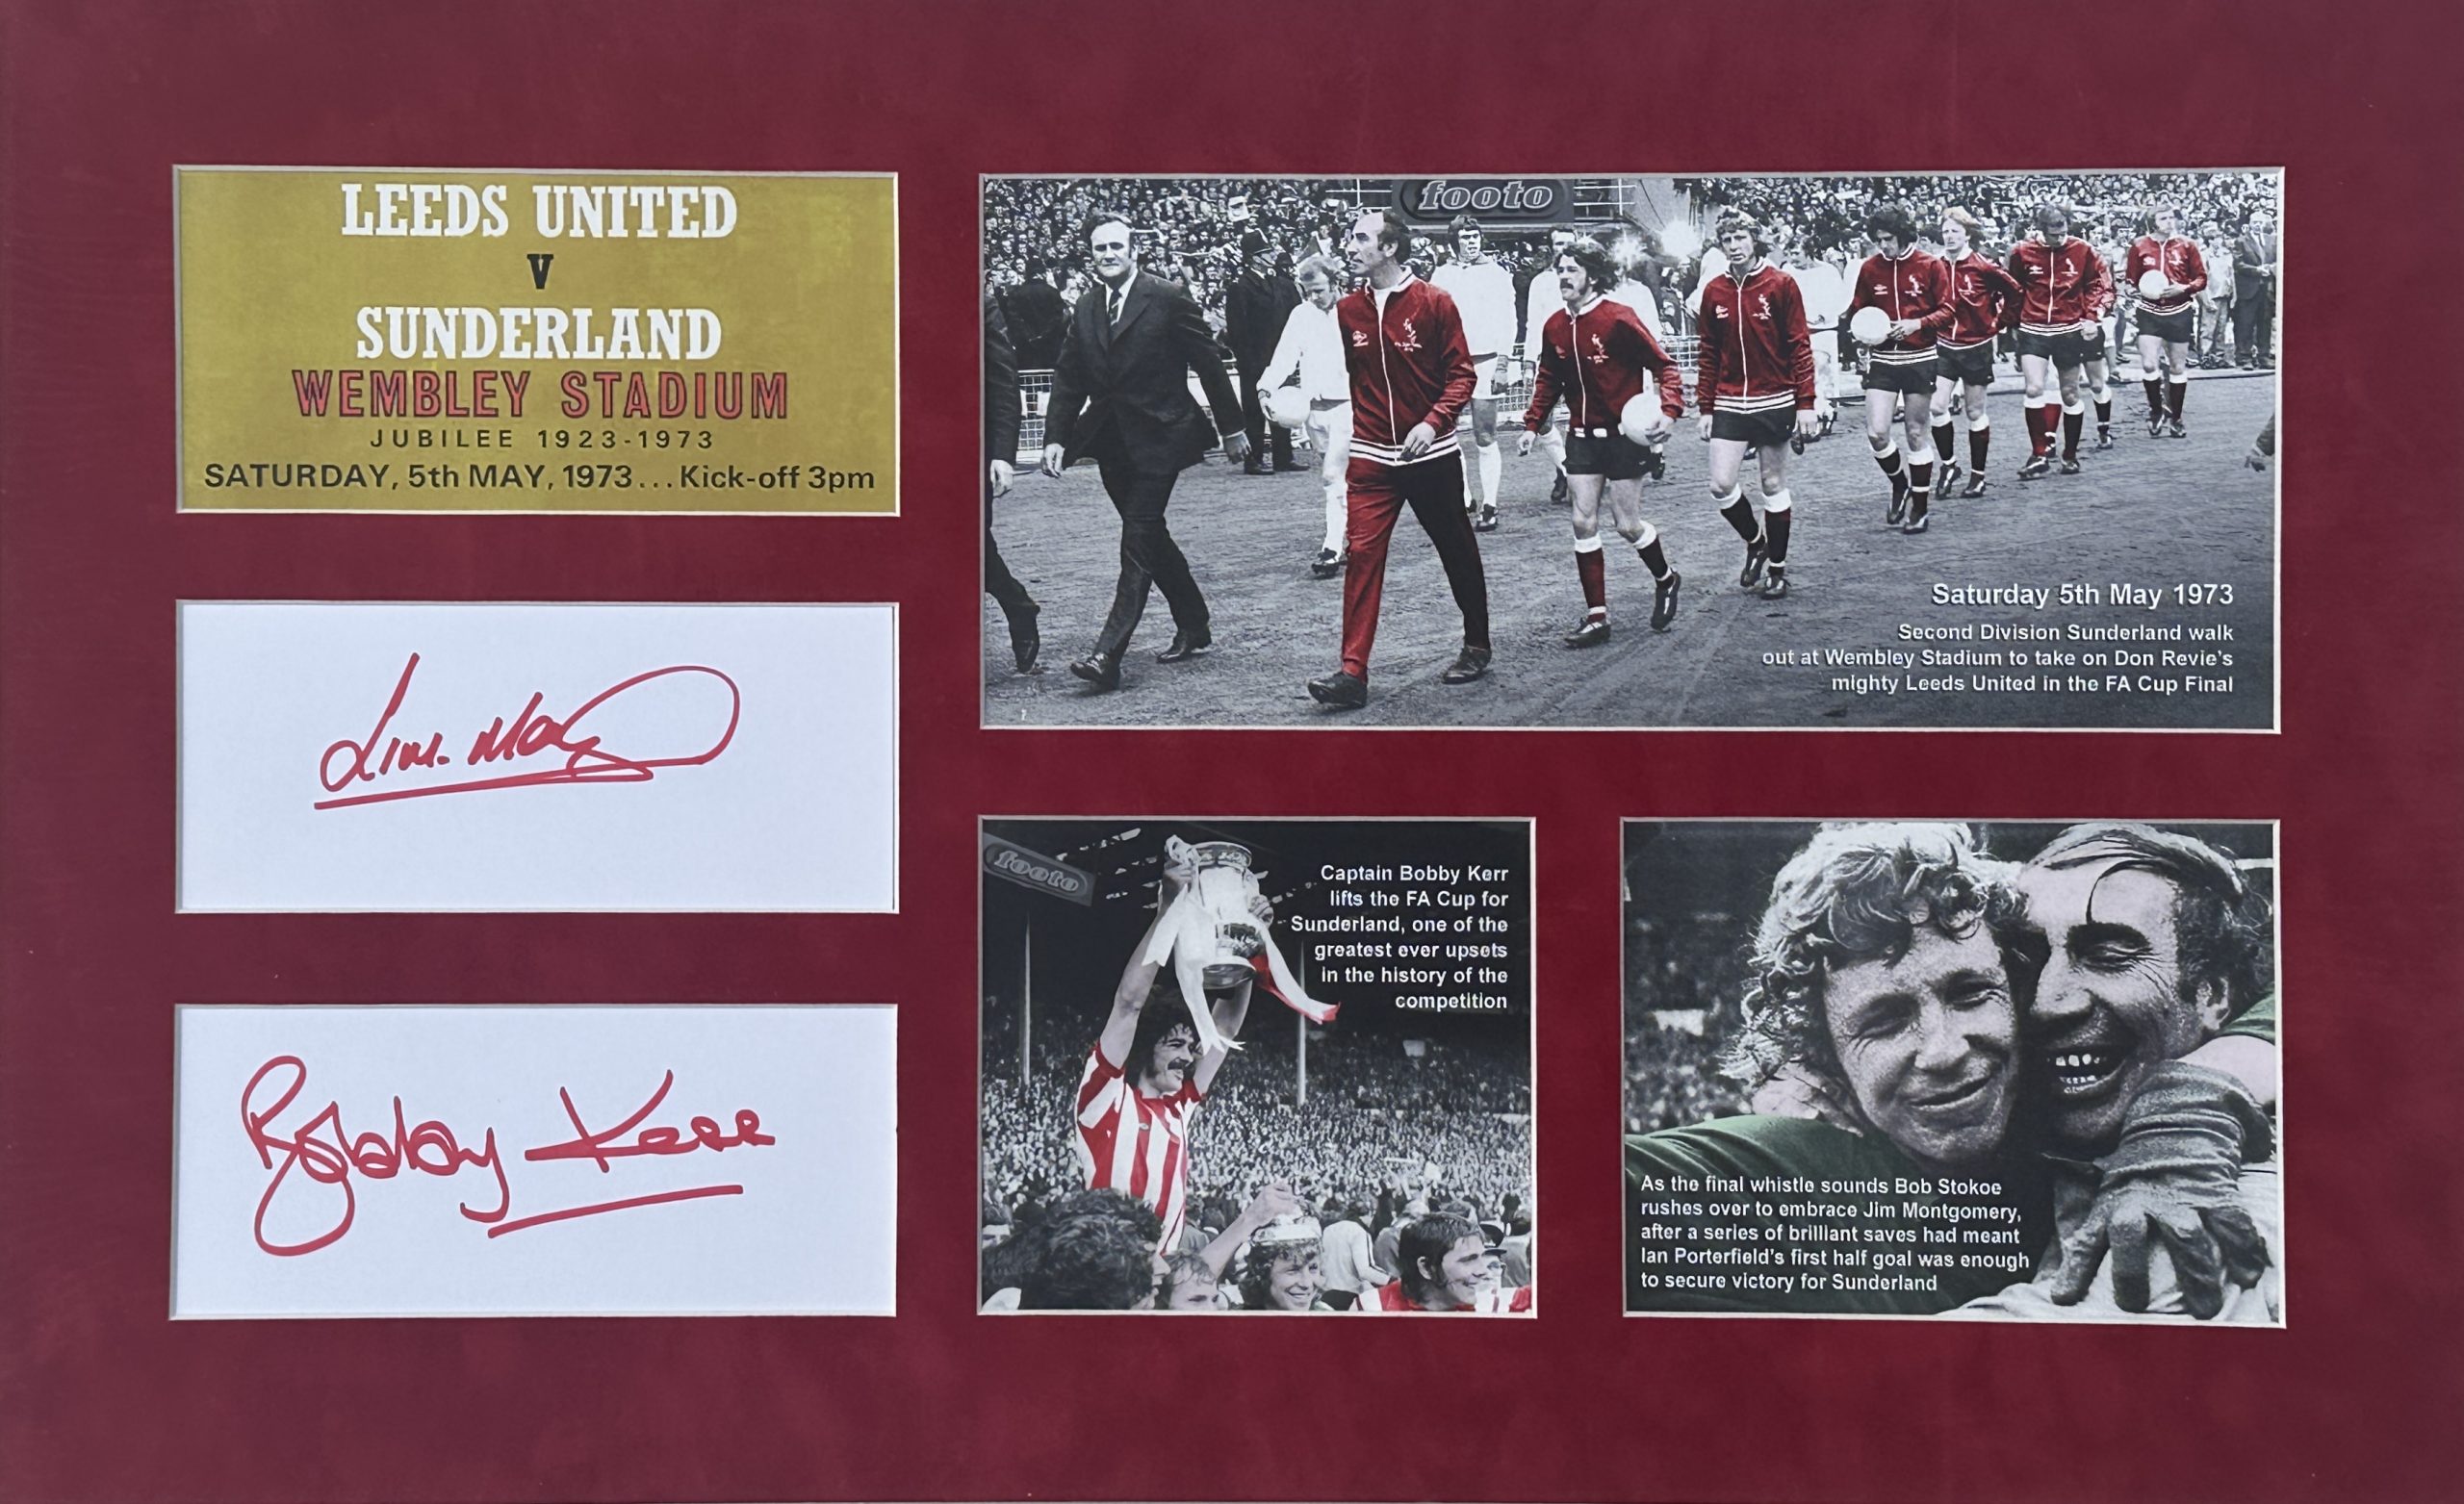 LEEDS UNITED
V
SUNDERLAND
WEMBLEY STADIUM
JUBILEE 1923-1973
SATURDAY, 5th MAY, 1973... Kick-off 3pm
Jim. Mon
Bobby Kerr
footo
Saturday 5th May 1973
Second Division Sunderland walk
out at Wembley Stadium to take on Don Revie's
mighty Leeds United in the FA Cup Final
footo
Captain Bobby Kerr
lifts the FA Cup for
Sunderland, one of the
greatest ever upsets
in the history of the
competition
As the final whistle sounds Bob Stokoe
rushes over to embrace Jim Montgomery,
after a series of brilliant saves had meant
Ian Porterfield's first half goal was enough
to secure victory for Sunderland